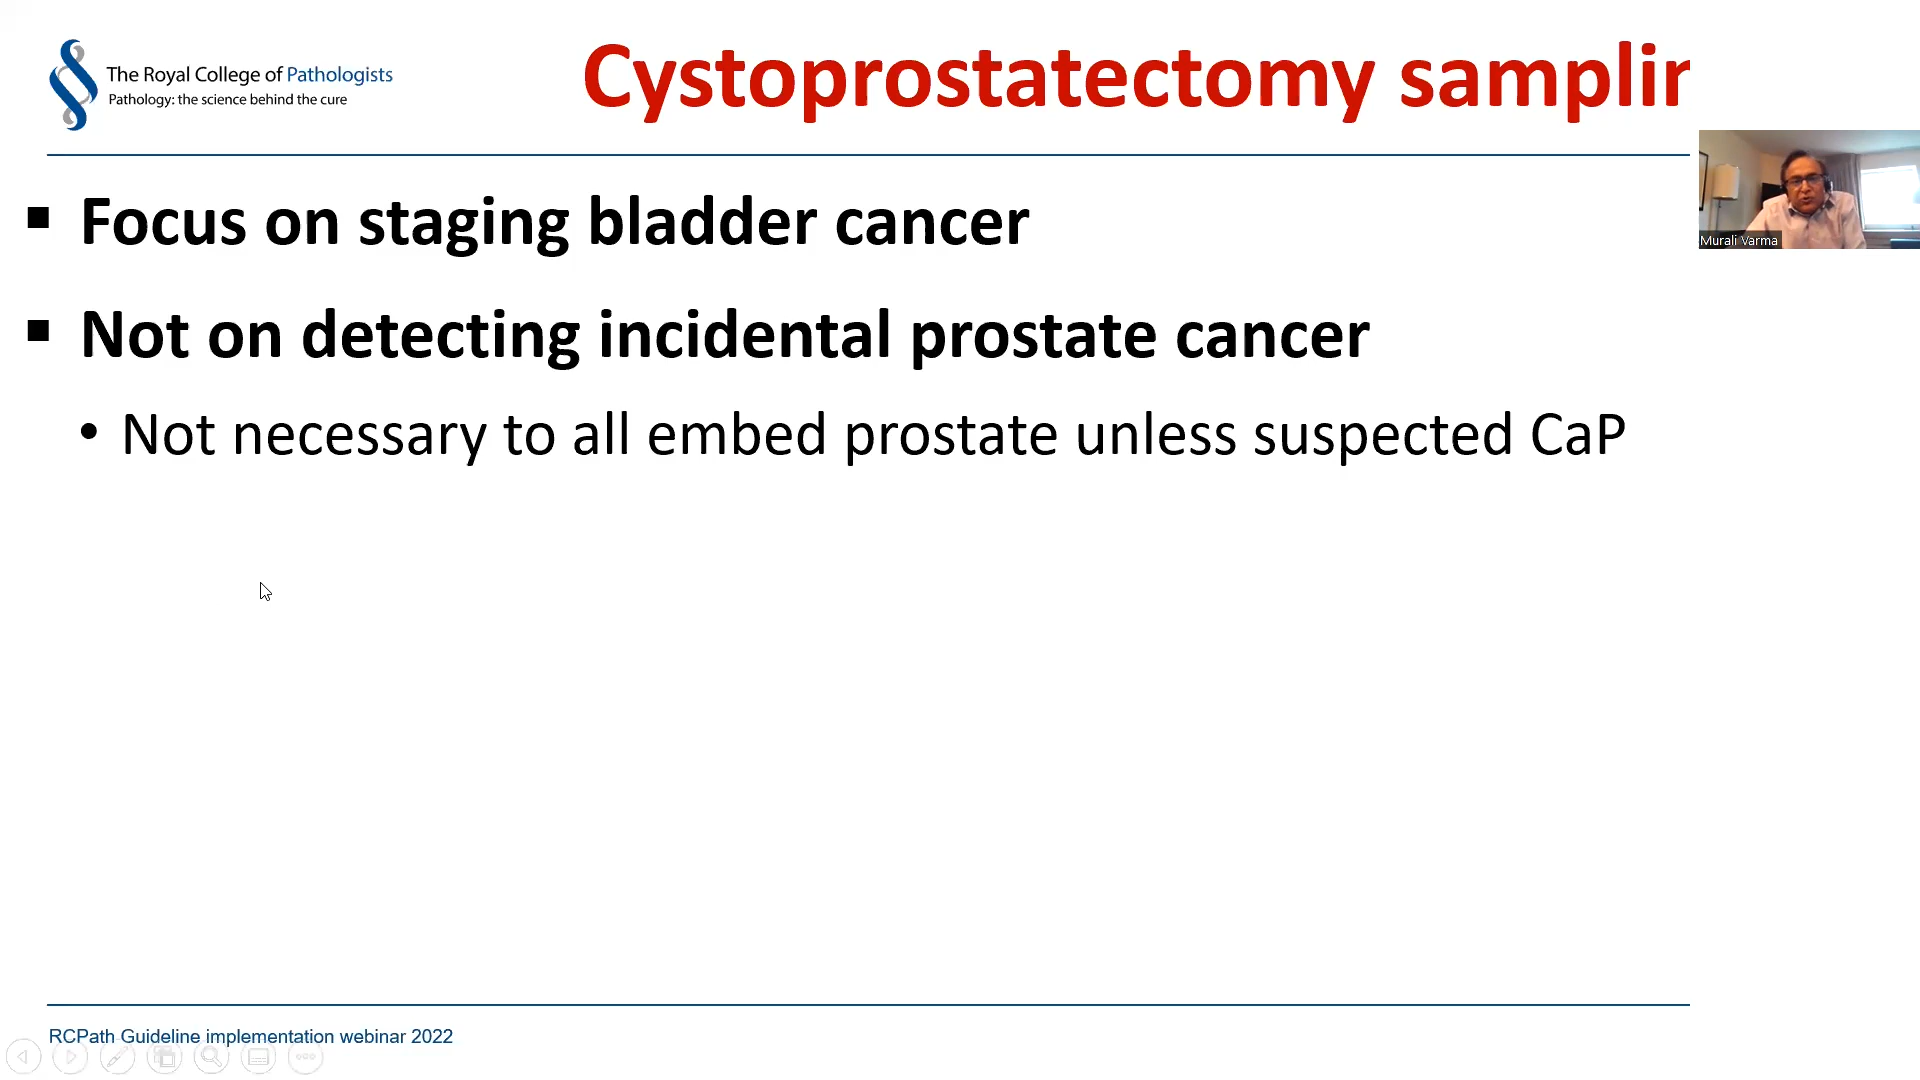 The Royal College of Pathologists
Pathology: the science behind the cure
Cystoprostatectomy samplin
Murali Varma
▪ Focus on staging bladder cancer
▪ Not on detecting incidental prostate cancer
• Not necessary to all embed prostate unless suspected CaP
RCPath Guideline implementation webinar 2022